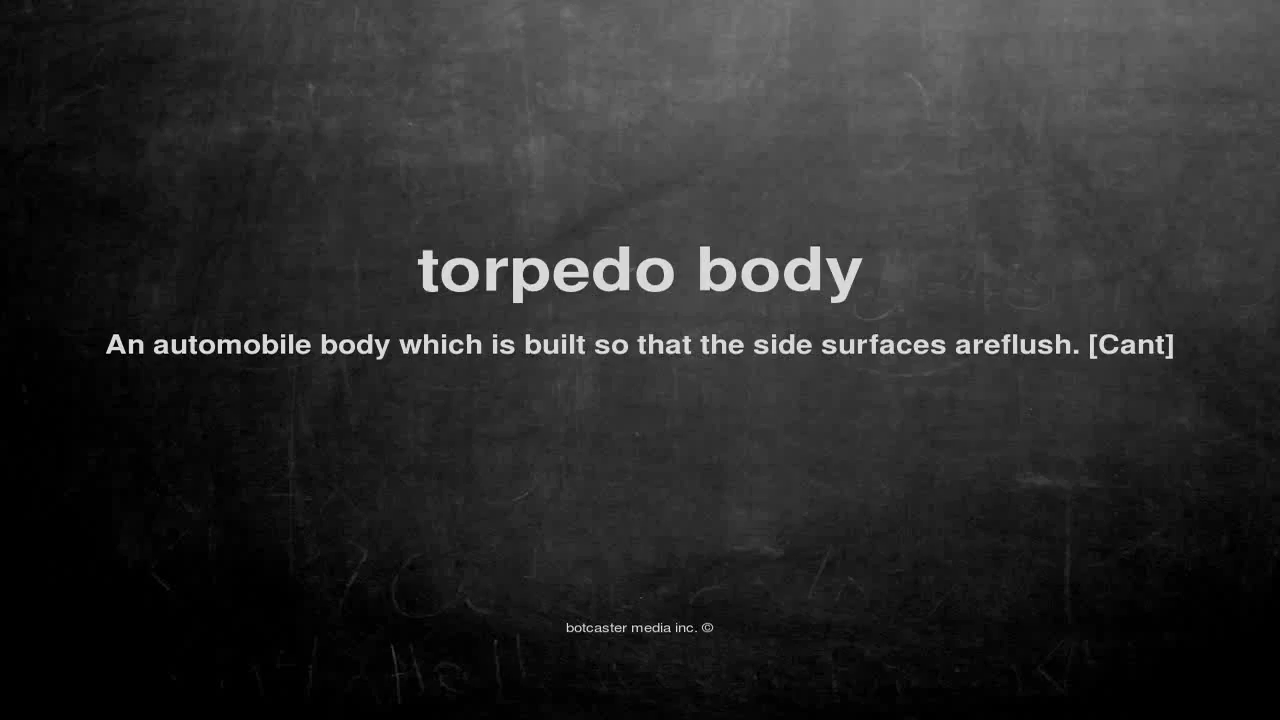 torpedo body
An automobile body which is built so that the side surfaces areflush. [Cant]
botcaster media inc. ©